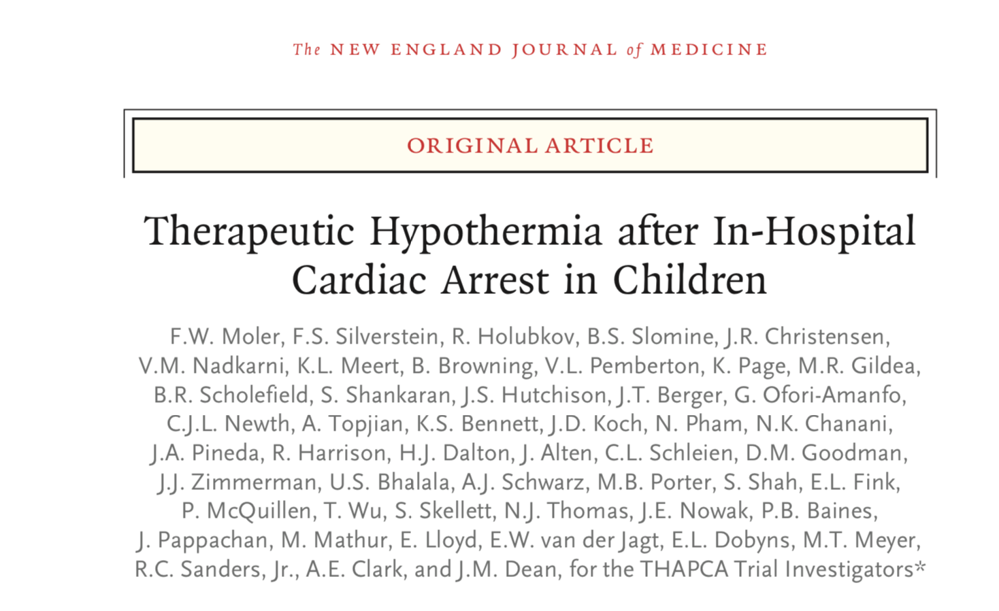 The NEW ENGLAND JOURNAL of MEDICINE
ORIGINAL ARTICLE
Therapeutic Hypothermia after In-Hospital
Cardiac Arrest in Children
F.W. Moler, F.S. Silverstein, R. Holubkov, B.S. Slomine, J.R. Christensen,
V.M. Nadkarni, K.L. Meert, B. Browning, V.L. Pemberton, K. Page, M.R. Gildea,
B.R. Scholefield, S. Shankaran, J.S. Hutchison, J.T. Berger, G. Ofori-Amanfo,
C.J.L. Newth, A. Topjian, K.S. Bennett, J.D. Koch, N. Pham, N.K. Chanani,
J.A. Pineda, R. Harrison, H.J. Dalton, J. Alten, C.L. Schleien, D.M. Goodman,
J.J. Zimmerman, U.S. Bhalala, A.J. Schwarz, M.B. Porter, S. Shah, E.L. Fink,
P. McQuillen, T. Wu, S. Skellett, N.J. Thomas, J.E. Nowak, P.B. Baines,
J. Pappachan, M. Mathur, E. Lloyd, E.W. van der Jagt, E.L. Dobyns, M.T. Meyer,
R.C. Sanders, Jr., A.E. Clark, and J.M. Dean, for the THAPCA Trial Investigators*